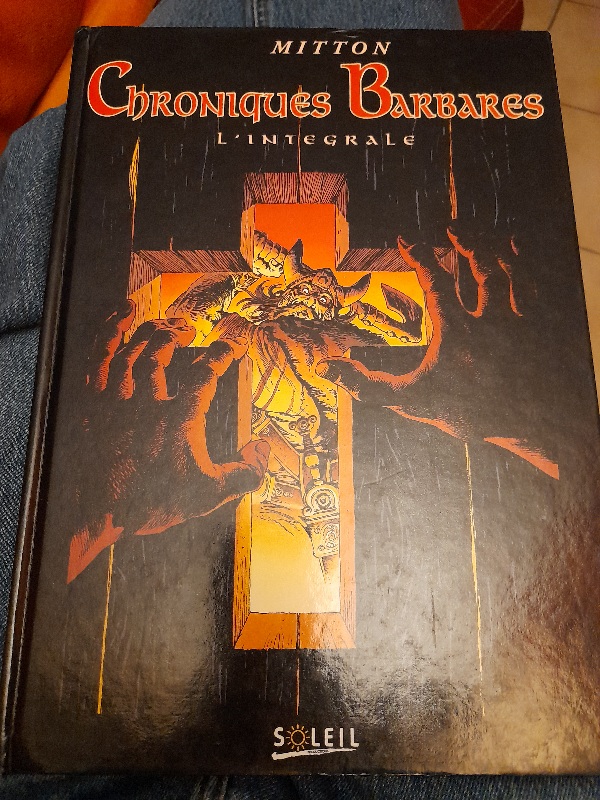 MITTON
CHRONIQUES BARBARES
L'INTEGRALE
SOLEIL